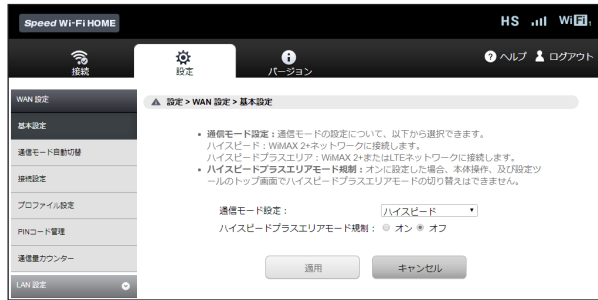 Speed Wi-Fi HOME
HS WiFi 1
接続
設定
バージョン
ヘルプ ログアウト
WAN 設定
設定 > WAN 設定 > 基本設定
基本設定
通信モード自動切替
接続設定
プロファイル設定
PINコード管理
通信量カウンター
LAN 設定
• 通信モード設定：通信モードの設定について、以下から選択できます。
ハイスピード：WiMAX 2+ネットワークに接続します。
ハイスピードプラスエリア：WiMAX 2+またはLTEネットワークに接続します。
• ハイスピードプラスエリアモード規制：オンに設定した場合、本体操作、及び設定ツ
ールのトップ画面でハイスピードプラスエリアモードの切り替えはできません。
通信モード設定： ハイスピード
ハイスピードプラスエリアモード規制： オン オフ
適用 キャンセル